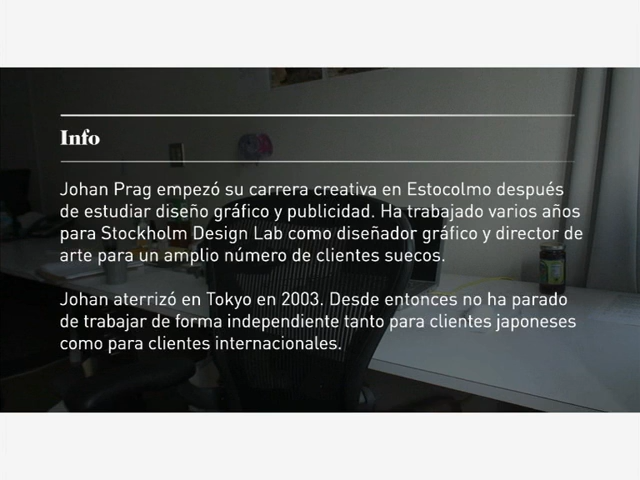 Info
Johan Prag empezó su carrera creativa en Estocolmo después
de estudiar diseño gráfico y publicidad. Ha trabajado varios años
para Stockholm Design Lab como diseñador gráfico y director de
arte para un amplio número de clientes suecos.
Johan aterrizó en Tokyo en 2003. Desde entonces no ha parado
de trabajar de forma independiente tanto para clientes japoneses
como para clientes internacionales.